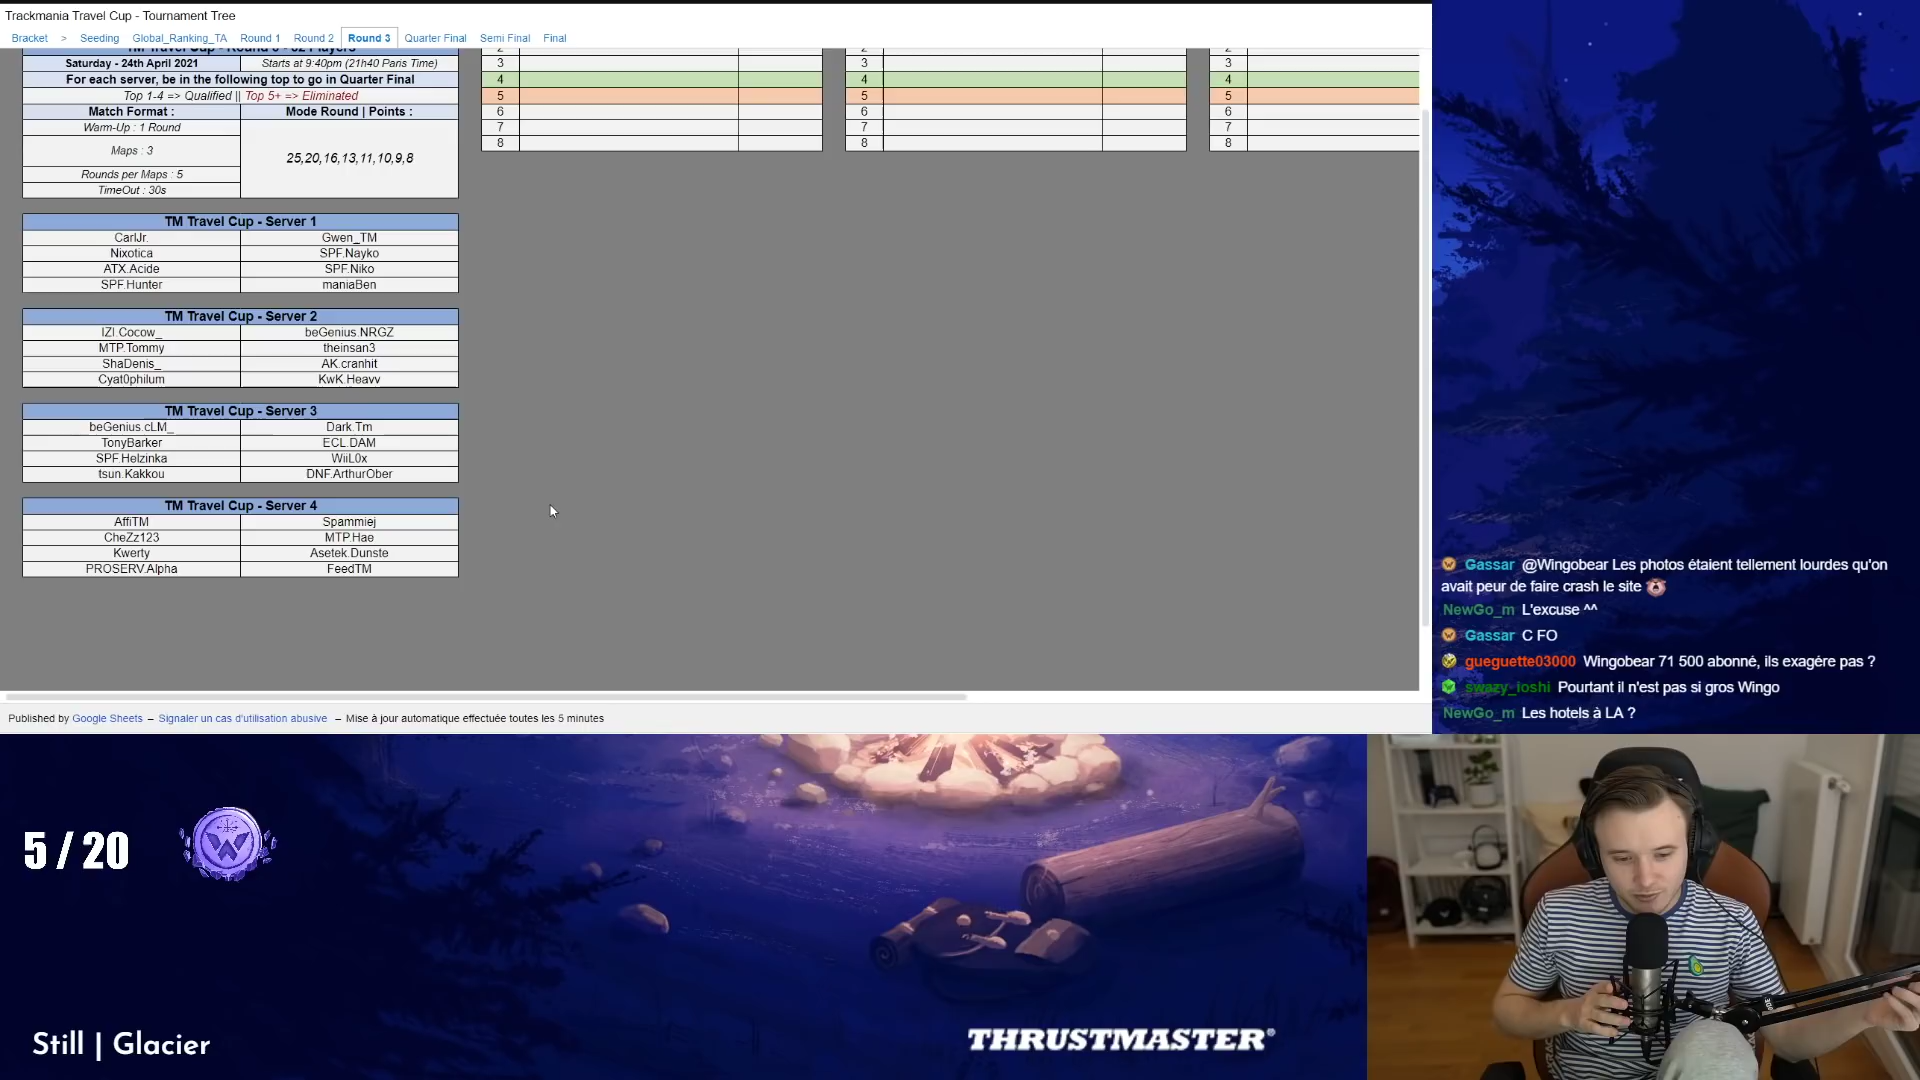 Trackmania Travel Cup - Tournament Tree
Bracket > Seeding Global_Ranking_TA Round 1 Round 2 Round 3 Quarter Final Semi Final Final
Saturday - 24th April 2021 Starts at 9:40pm (21h40 Paris Time)
For each server, be in the following top to go in Quarter Final
Top 1-4 => Qualified || Top 5+ => Eliminated
Match Format : Mode Round | Points :
Warm-Up : 1 Round
Maps : 3
25,20,16,13,11,10,9,8
Rounds per Maps : 5
TimeOut : 30s
2 2 2
3 3 3
4 4 4
5 5 5
6 6 6
7 7 7
8 8 8
TM Travel Cup - Server 1
CarlJr. Gwen_TM
Nixotica SPF.Nayko
ATX.Acide SPF.Niko
SPF.Hunter maniaBen
TM Travel Cup - Server 2
IZI.Cocow_ beGenius.NRGZ
MTP.Tommy theinsan3
ShaDenis_ AK.cranhit
Cyat0philum KwK.Heavv
TM Travel Cup - Server 3
beGenius.cLM_ Dark.Tm
TonyBarker ECL.DAM
SPF.Helzinka WiiL0x
tsun.Kakkou DNF.ArthurOber
TM Travel Cup - Server 4
AffiTM Spammiej
CheZz123 MTP.Hae
Kwerty Asetek.Dunste
PROSERV.Alpha FeedTM
Published by Google Sheets – Signaler un cas d'utilisation abusive – Mise à jour automatique effectuée toutes les 5 minutes
Gassar @Wingobear Les photos étaient tellement lourdes qu'on
avait peur de faire crash le site
NewGo_m L'excuse ^^
Gassar C FO
gueguette03000 Wingobear 71 500 abonné, ils exagére pas ?
swazy_ioshi Pourtant il n'est pas si gros Wingo
NewGo_m Les hotels à LA ?
5 / 20
Still | Glacier
THRUSTMASTER®